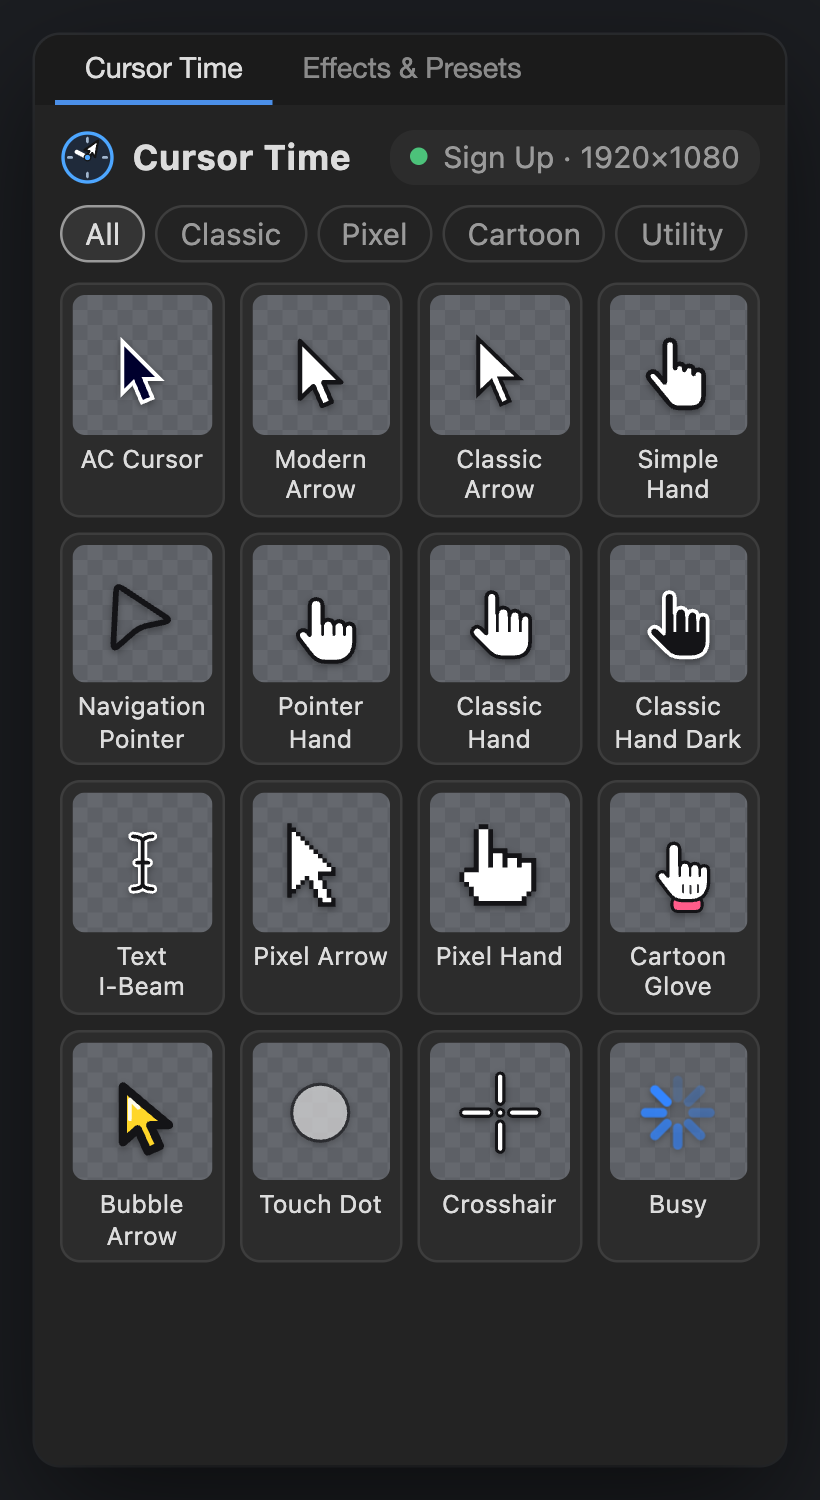 Cursor Time
Effects & Presets
Cursor Time
Sign Up · 1920×1080
All
Classic
Pixel
Cartoon
Utility
AC Cursor
Modern
Arrow
Classic
Arrow
Simple
Hand
Navigation
Pointer
Pointer
Hand
Classic
Hand
Classic
Hand Dark
Text
I-Beam
Pixel Arrow
Pixel Hand
Cartoon
Glove
Bubble
Arrow
Touch Dot
Crosshair
Busy